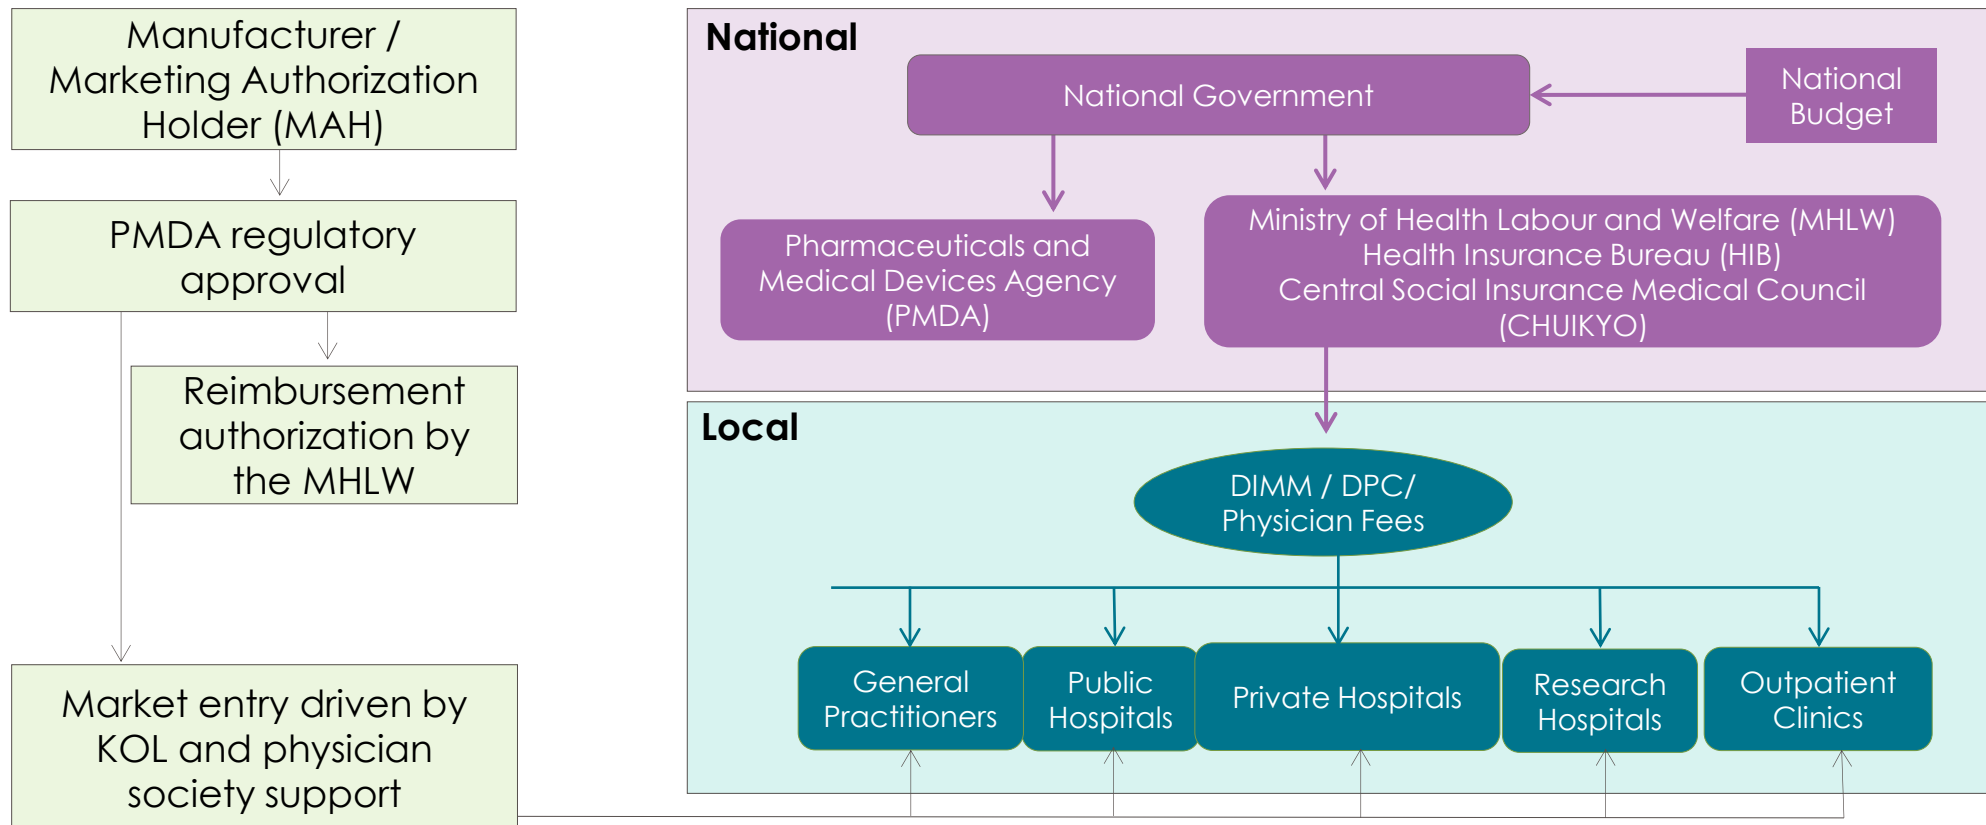 Manufacturer /
Marketing Authorization
Holder (MAH)
PMDA regulatory
approval
Reimbursement
authorization by
the MHLW
Market entry driven by
KOL and physician
society support
National
National Government
National
Budget
Pharmaceuticals and
Medical Devices Agency
(PMDA)
Ministry of Health Labour and Welfare (MHLW)
Health Insurance Bureau (HIB)
Central Social Insurance Medical Council
(CHUIKYO)
Local
DIMM / DPC/
Physician Fees
General
Practitioners
Public
Hospitals
Private Hospitals
Research
Hospitals
Outpatient
Clinics